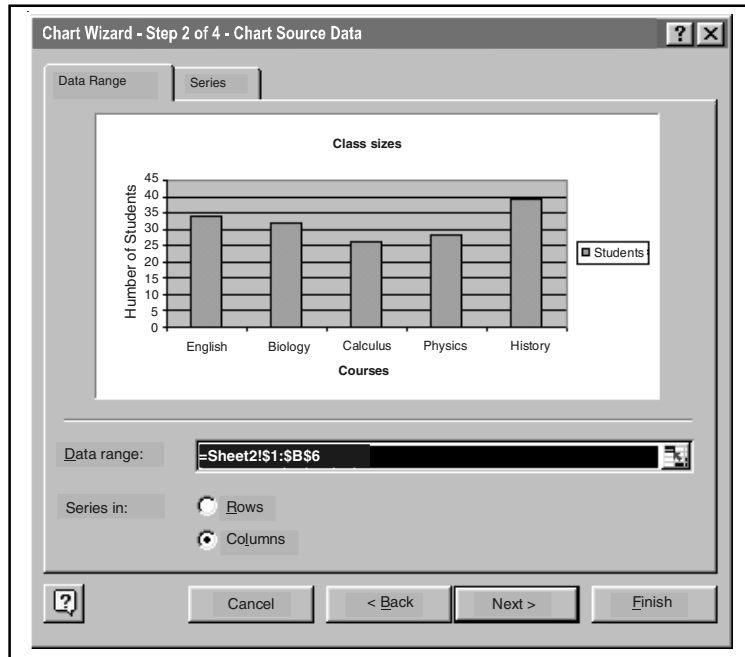 Chart Wizard - Step 2 of 4 - Chart Source Data
?
Data Range
Series
Class sizes
Humber of Students
45
40
35
30
25
20
15
10
5
0
English
Biology
Calculus
Physics
History
Courses
Students
Data range:
=Sheet2!$1:$B$6
Series in:
Rows
Columns
?
Cancel
< Back
Next >
Finish